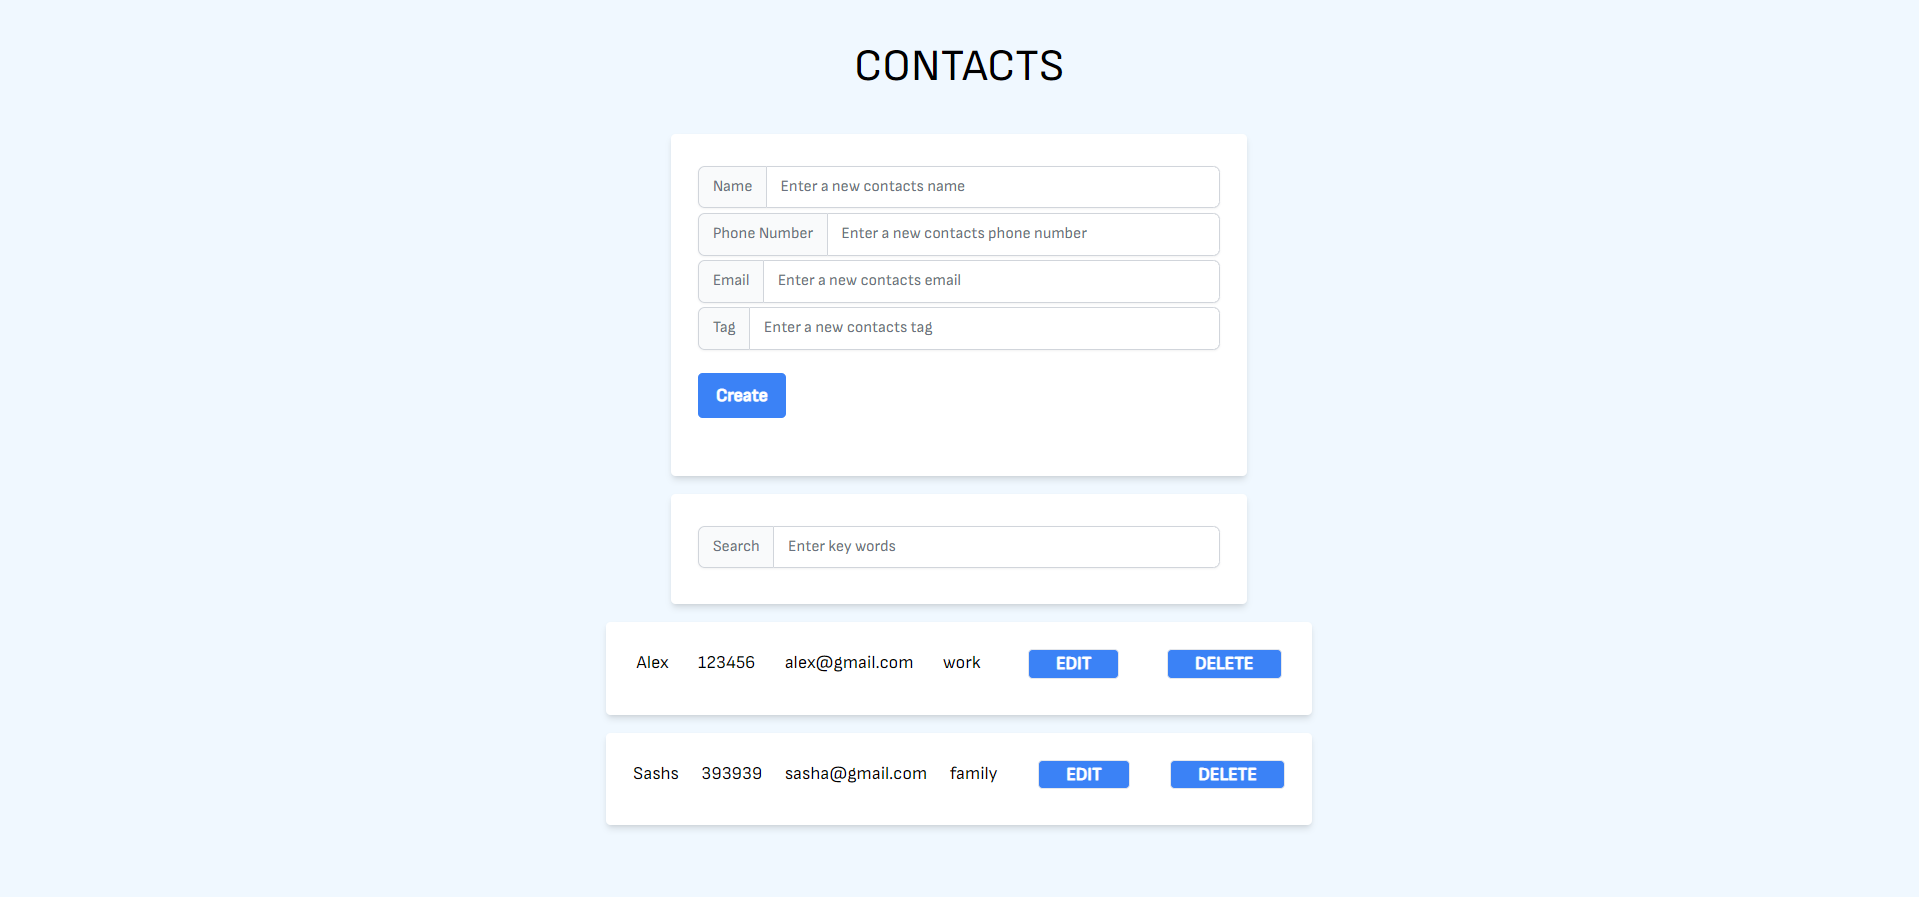 CONTACTS
Name Enter a new contacts name
Phone Number Enter a new contacts phone number
Email Enter a new contacts email
Tag Enter a new contacts tag
Create
Search Enter key words
Alex 123456 alex@gmail.com work EDIT DELETE
Sashs 393939 sasha@gmail.com family EDIT DELETE